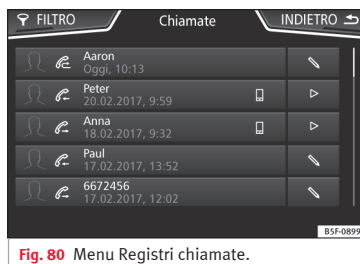 FILTRO Chiamate INDIETRO
Aaron
Oggi, 10:13
Peter
20.02.2017, 9:59
Anna
18.02.2017, 9:32
Paul
17.02.2017, 13:52
6672456
17.02.2017, 12:02
B5F-0899
Fig. 80 Menu Registri chiamate.